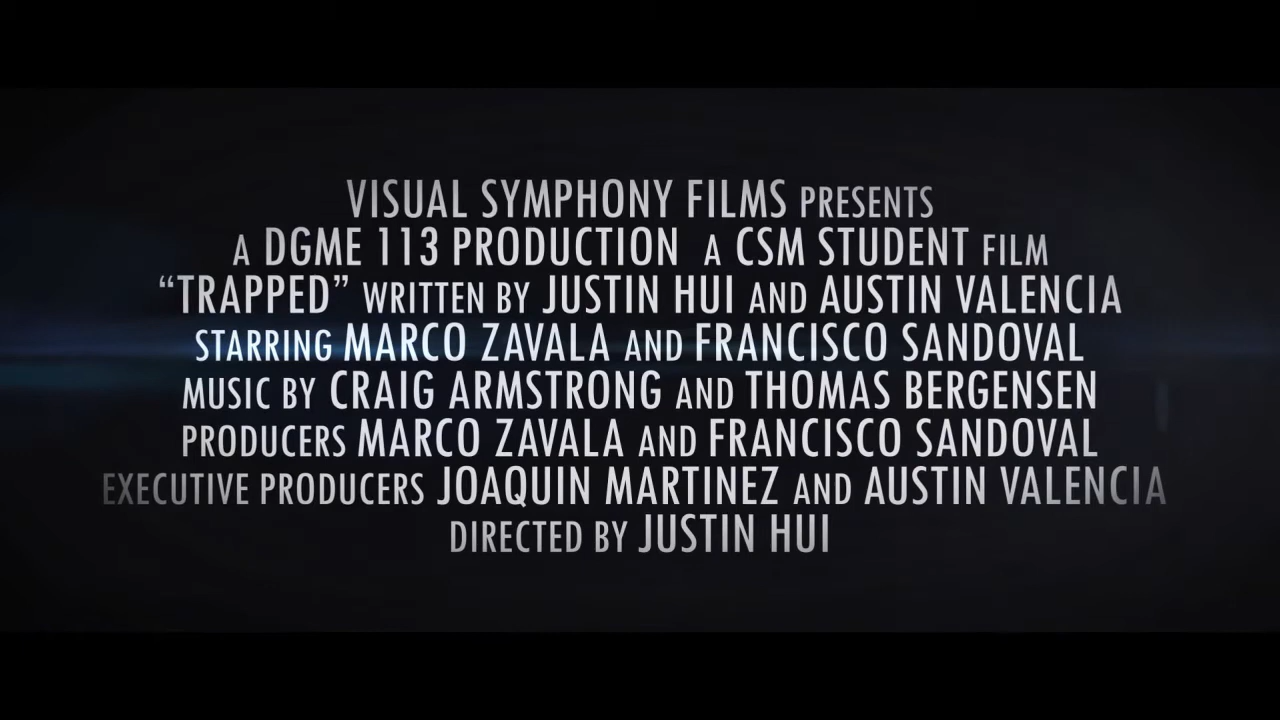 VISUAL SYMPHONY FILMS PRESENTS
A DGME 113 PRODUCTION A CSM STUDENT FILM
“TRAPPED” WRITTEN BY JUSTIN HUI AND AUSTIN VALENCIA
STARRING MARCO ZAVALA AND FRANCISCO SANDOVAL
MUSIC BY CRAIG ARMSTRONG AND THOMAS BERGENSEN
PRODUCERS MARCO ZAVALA AND FRANCISCO SANDOVAL
EXECUTIVE PRODUCERS JOAQUIN MARTINEZ AND AUSTIN VALENCIA
DIRECTED BY JUSTIN HUI